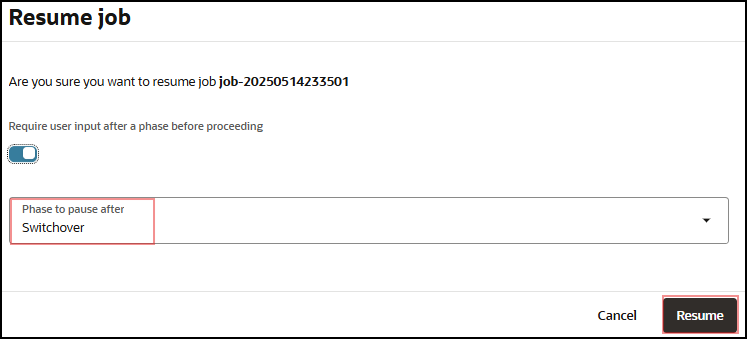 Resume job
Are you sure you want to resume job job-20250514233501
Require user input after a phase before proceeding
Phase to pause after
Switchover
Cancel
Resume